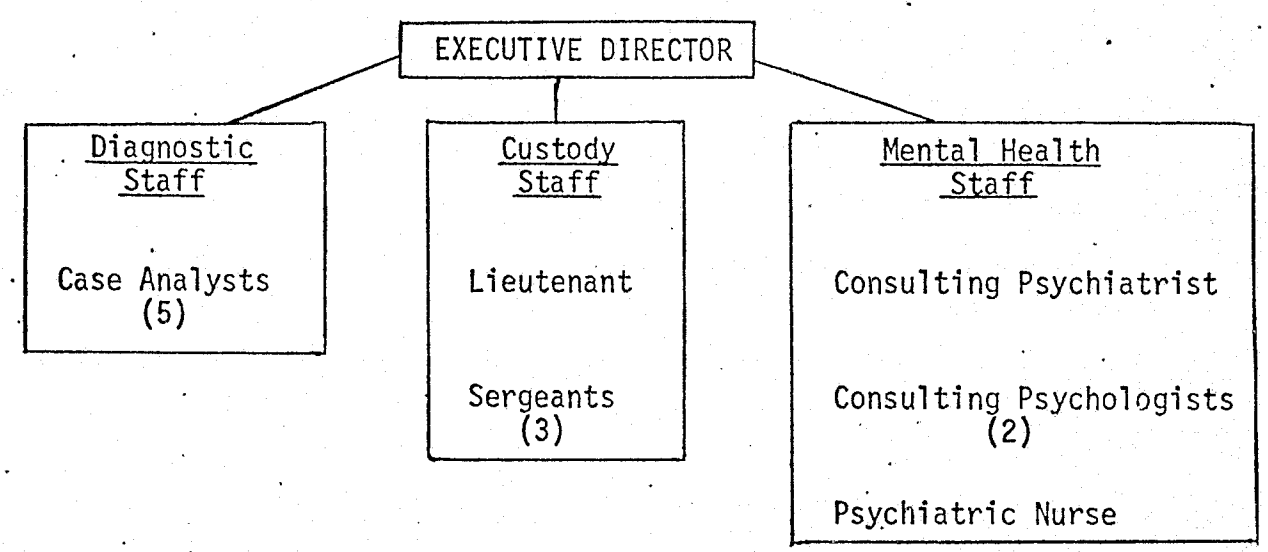 EXECUTIVE DIRECTOR
Diagnostic
Staff
Case Analysts
(5)
Custody
Staff
Lieutenant
Sergeants
(3)
Mental Health
Staff
Consulting Psychiatrist
Consulting Psychologists
(2)
Psychiatric Nurse